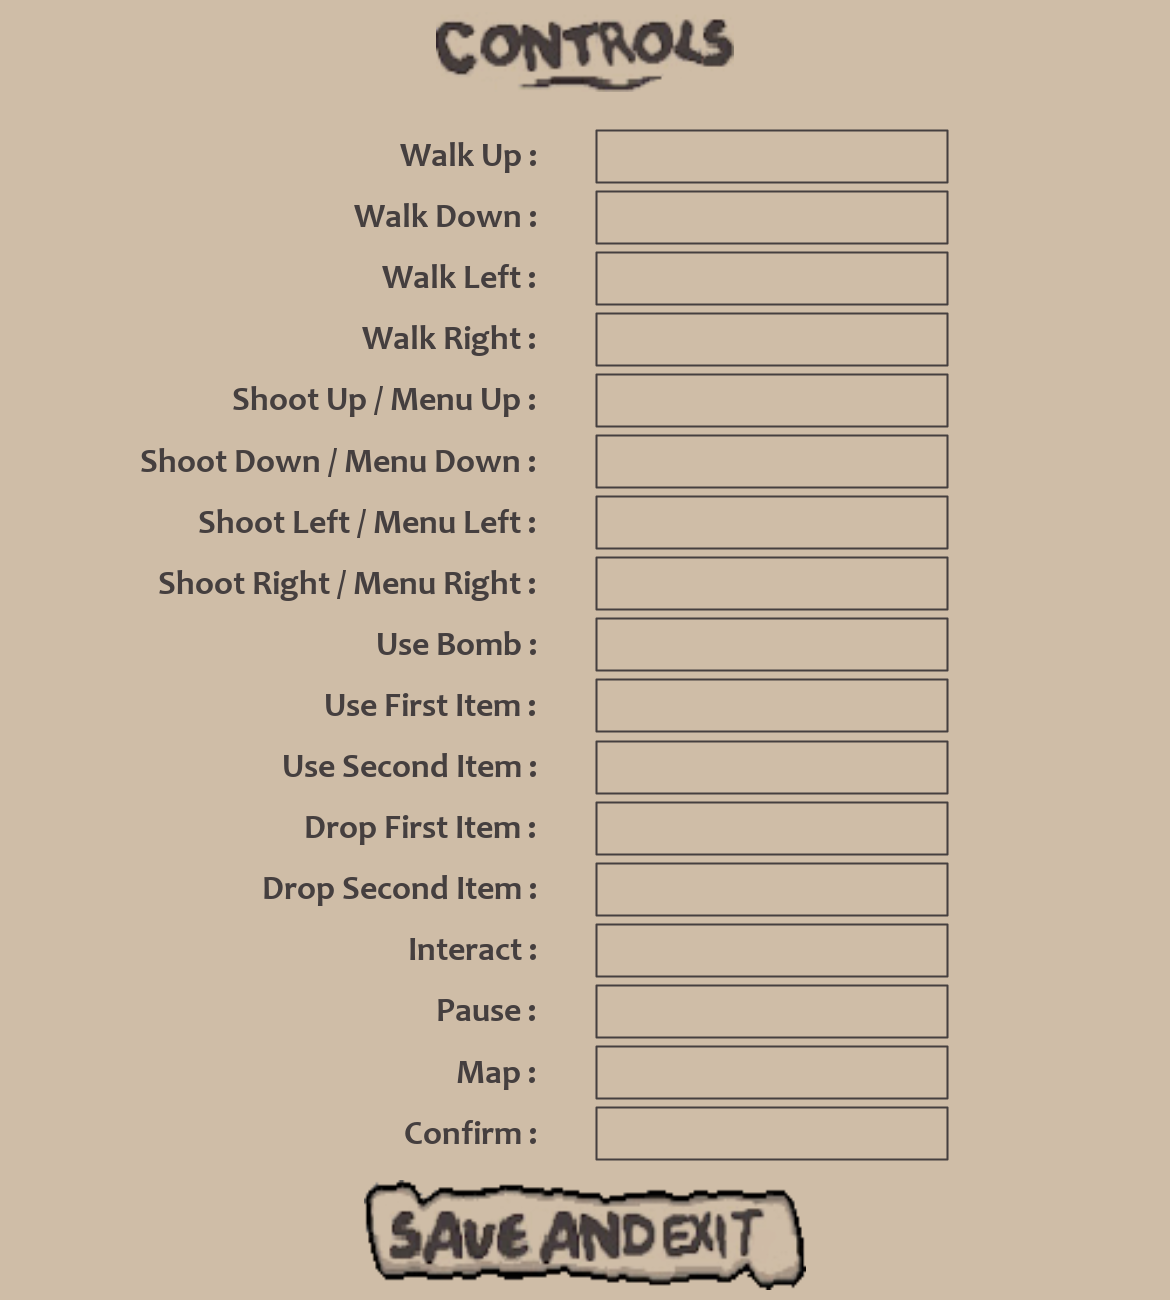 CONTROLS
Walk Up :
Walk Down :
Walk Left :
Walk Right :
Shoot Up / Menu Up :
Shoot Down / Menu Down :
Shoot Left / Menu Left :
Shoot Right / Menu Right :
Use Bomb :
Use First Item :
Use Second Item :
Drop First Item :
Drop Second Item :
Interact :
Pause :
Map :
Confirm :
SAVE AND EXIT